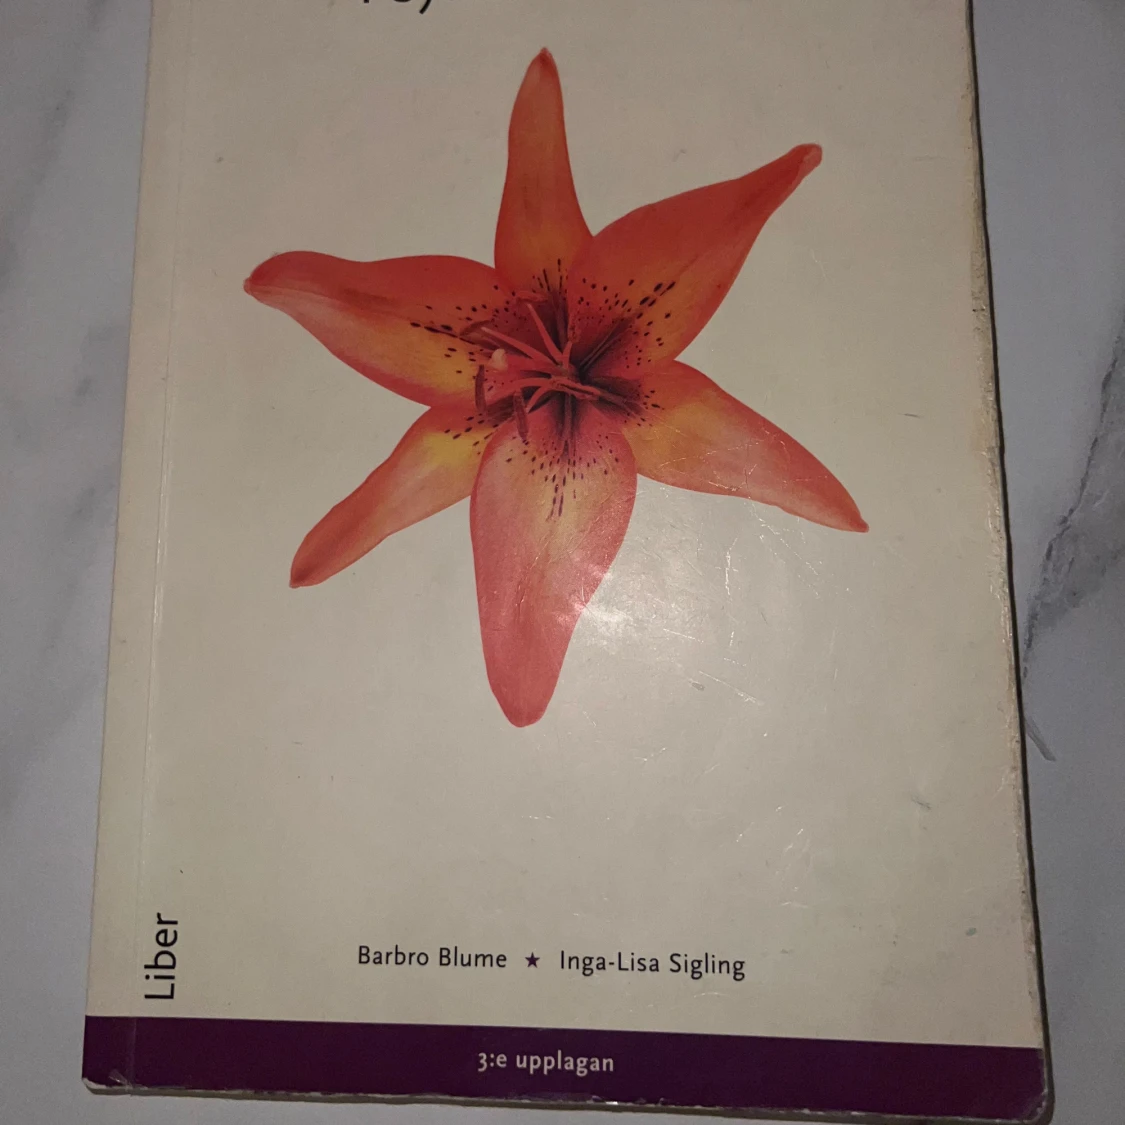 Liber
Barbro Blume ★ Inga-Lisa Sigling
3:e upplagan